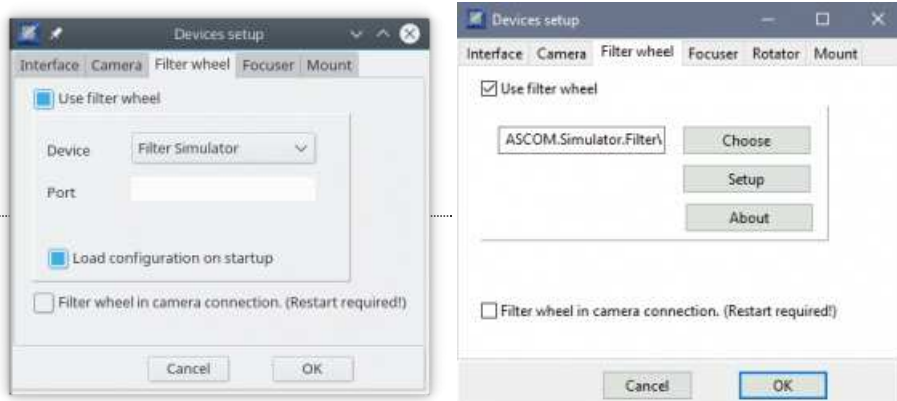 Devices setup
Interface Camera Filter wheel Focuser Mount
Use filter wheel
Device Filter Simulator
Port
Load configuration on startup
Filter wheel in camera connection. (Restart required!)
Cancel OK
Devices setup
Interface Camera Filter wheel Focuser Rotator Mount
Use filter wheel
ASCOM.Simulator.Filter\ Choose
Setup
About
Filter wheel in camera connection. (Restart required!)
Cancel OK